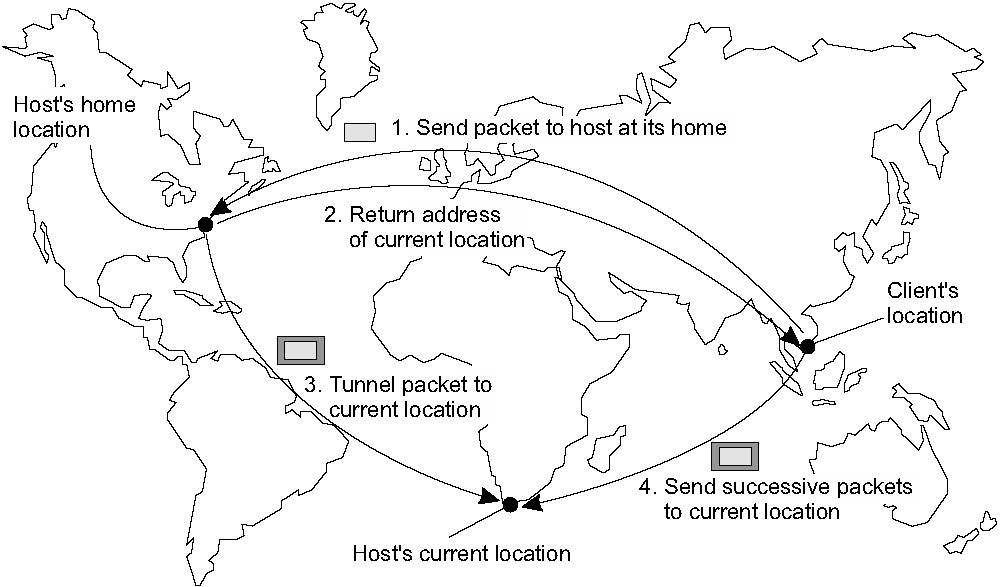 Host's home
location
1. Send packet to host at its home
2. Return address
of current location
Client's
location
3. Tunnel packet to
current location
4. Send successive packets
to current location
Host's current location